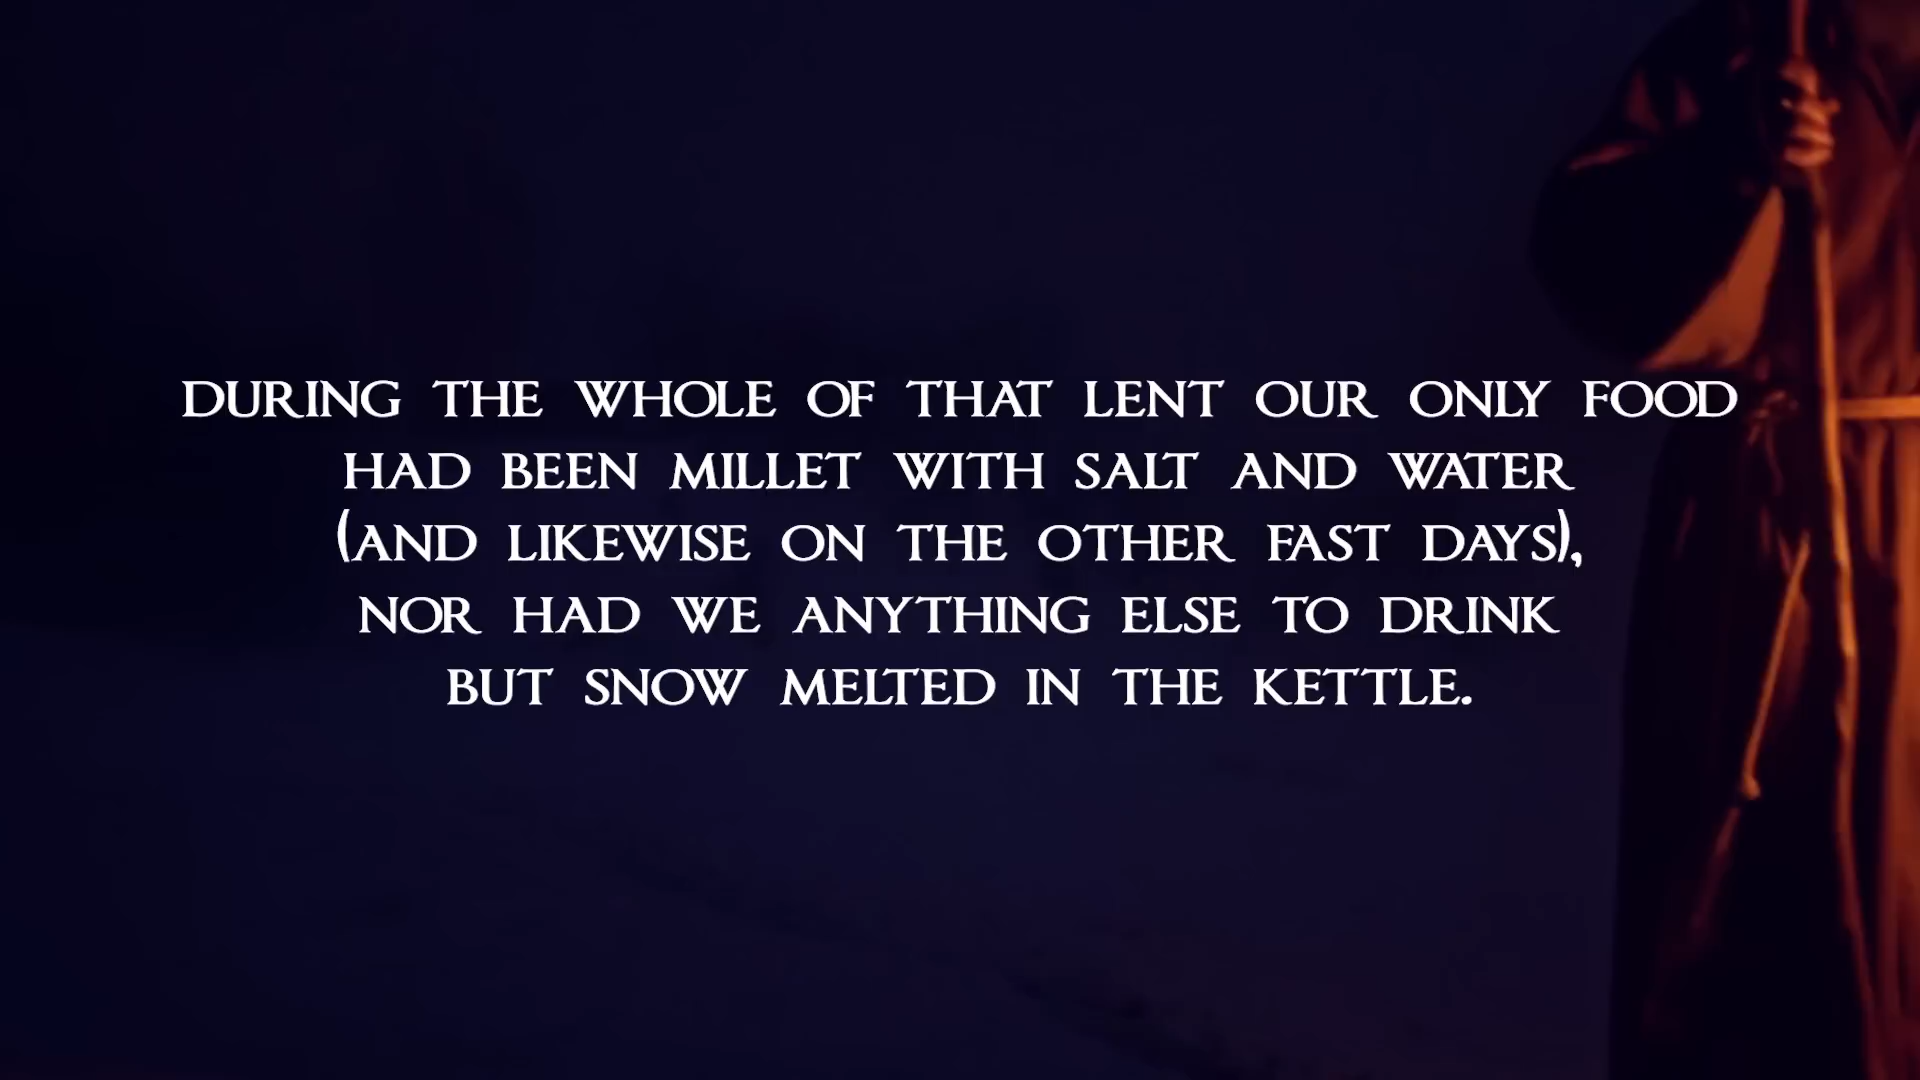 DURING THE WHOLE OF THAT LENT OUR ONLY FOOD
HAD BEEN MILLET WITH SALT AND WATER
(AND LIKEWISE ON THE OTHER FAST DAYS),
NOR HAD WE ANYTHING ELSE TO DRINK
BUT SNOW MELTED IN THE KETTLE.